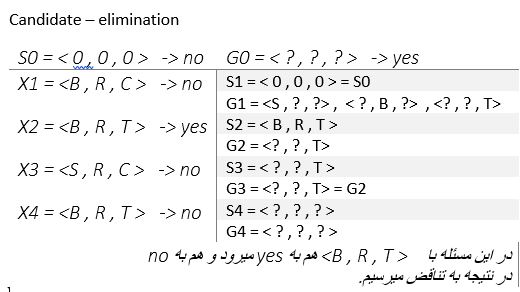 Candidate – elimination
S0 = < 0 , 0 , 0 > -> no G0 = < ? , ? , ? > -> yes
X1 = <B , R , C> -> no S1 = < 0 , 0 , 0 > = S0
G1 = <S , ? , ?> , < ? , B , ?> , <? , ? , T>
X2 = <B , R , T> -> yes S2 = < B , R , T >
G2 = <? , ? , T>
X3 = <S , R , C> -> no S3 = < ? , ? , T >
G3 = <? , ? , T> = G2
X4 = <B , R , T> -> no S4 = < ? , ? , ? >
G4 = < ? , ? , ? >
در این مسئله با <B , R , T > هم به yes میرود و هم به no
در نتیجه به تناقض میرسیم.